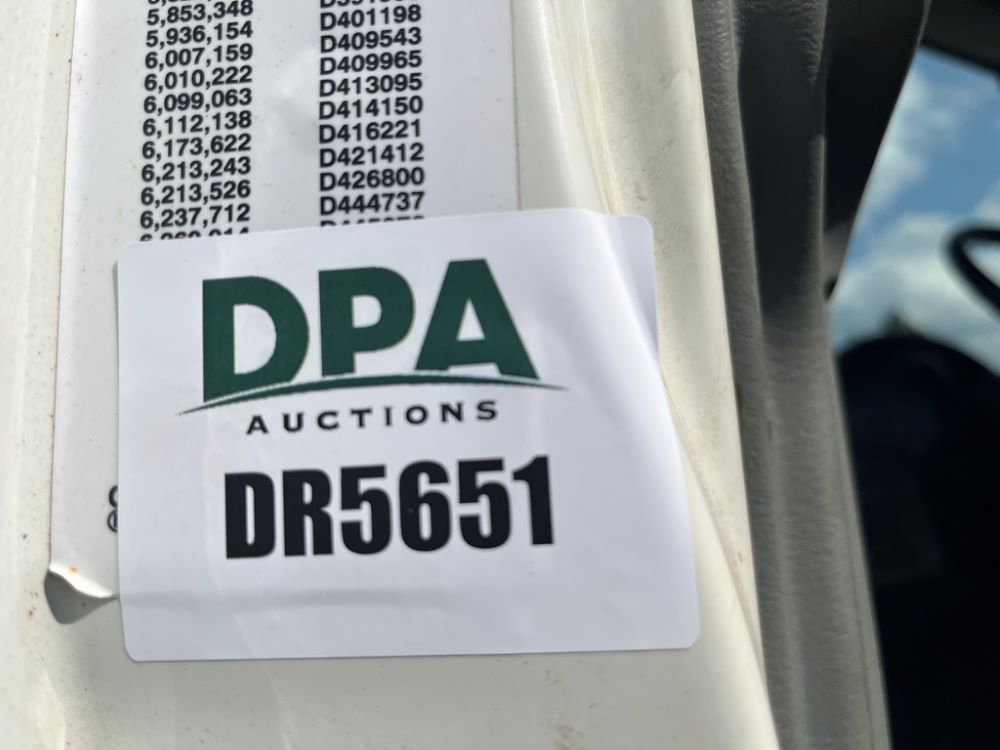 5,853,348 D401198
5,936,154 D409543
6,007,159 D409965
6,010,222 D413095
6,099,063 D414150
6,112,138 D416221
6,173,622 D421412
6,213,243 D426800
6,213,526 D444737
6,237,712
DPA
AUCTIONS
DR5651